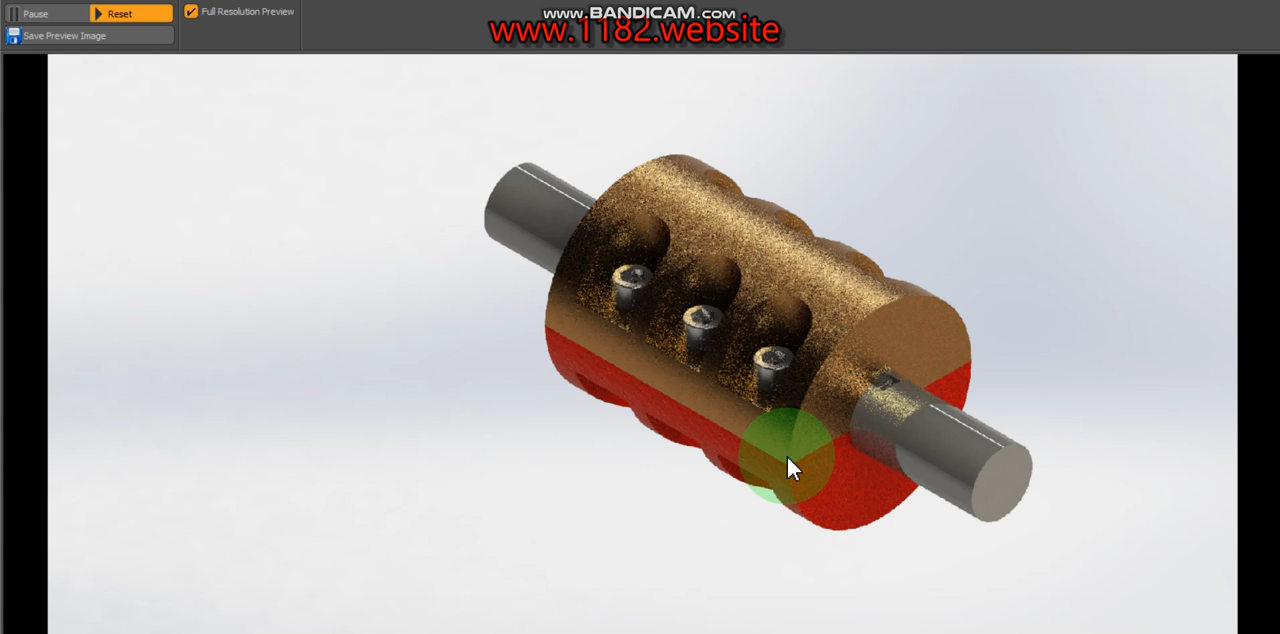 Pause
Reset
Full Resolution Preview
Save Preview Image
www.BANDICAM.com
www.1182.website